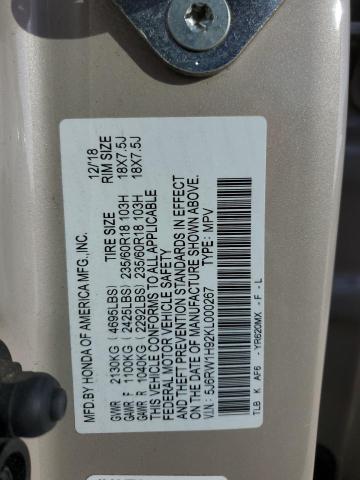 MFD.BY HONDA OF AMERICA MFG.,INC. 12/18
TIRE SIZE RIM SIZE
GVWR 2130KG ( 4695LBS)
GAWR F 1100KG ( 2425LBS) 235/60R18 103H 18X7.5J
GAWR R 1040KG ( 2292LBS) 235/60R18 103H 18X7.5J
THIS VEHICLE CONFORMS TO ALL APPLICABLE
FEDERAL MOTOR VEHICLE SAFETY
AND THEFT PREVENTION STANDARDS IN EFFECT
ON THE DATE OF MANUFACTURE SHOWN ABOVE.
V.I.N.: 5J6RW1H92KL000267 TYPE: MPV
TLB K AF6 - YR620MX - F - L